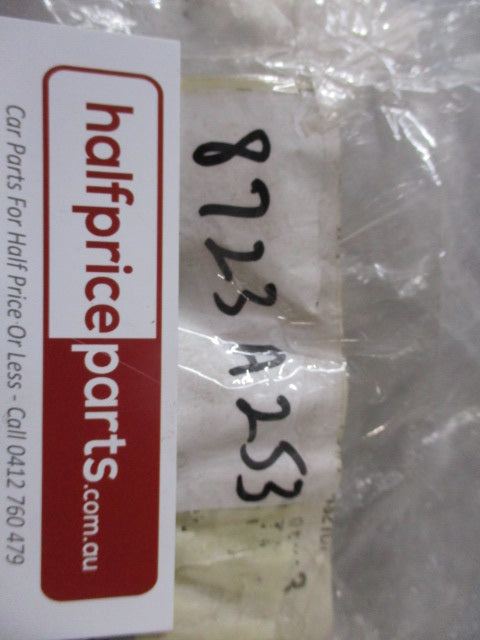 8723A253
halfpriceparts.com.au
Car Parts For Half Price Or Less - Call 0412 760 479